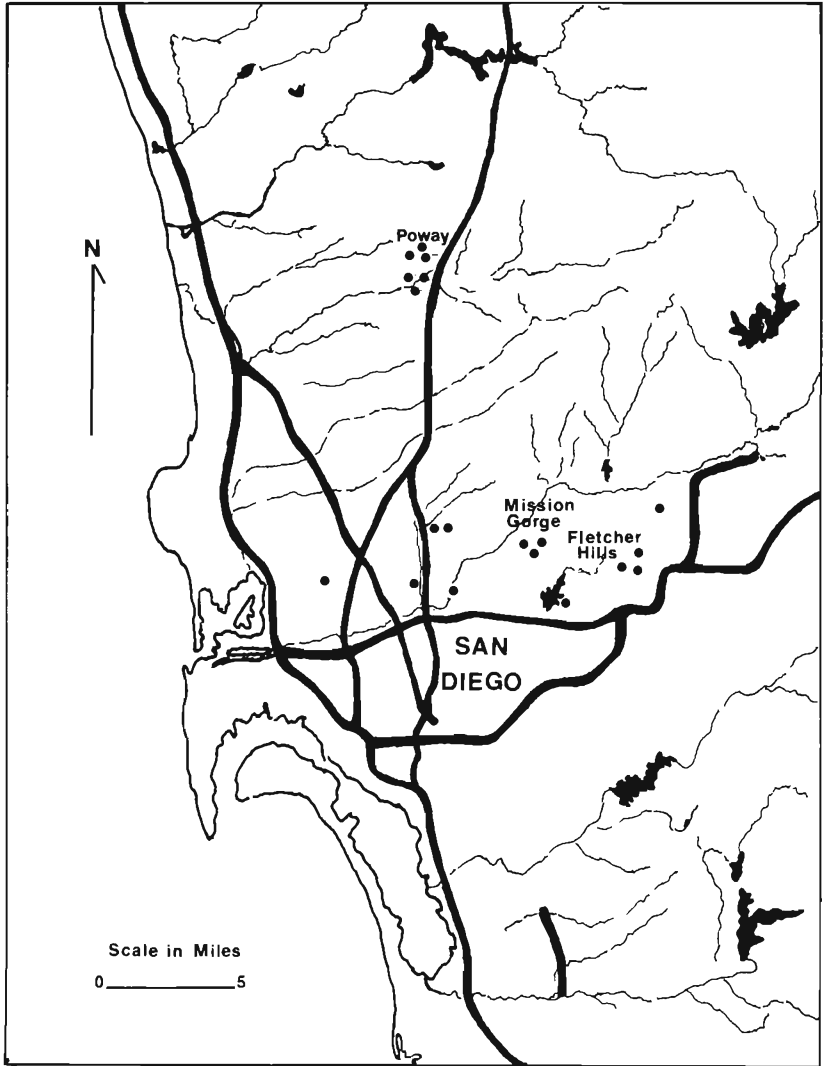 N
Poway
Mission
Gorge
Fletcher
Hills
SAN
DIEGO
Scale in Miles
0 5